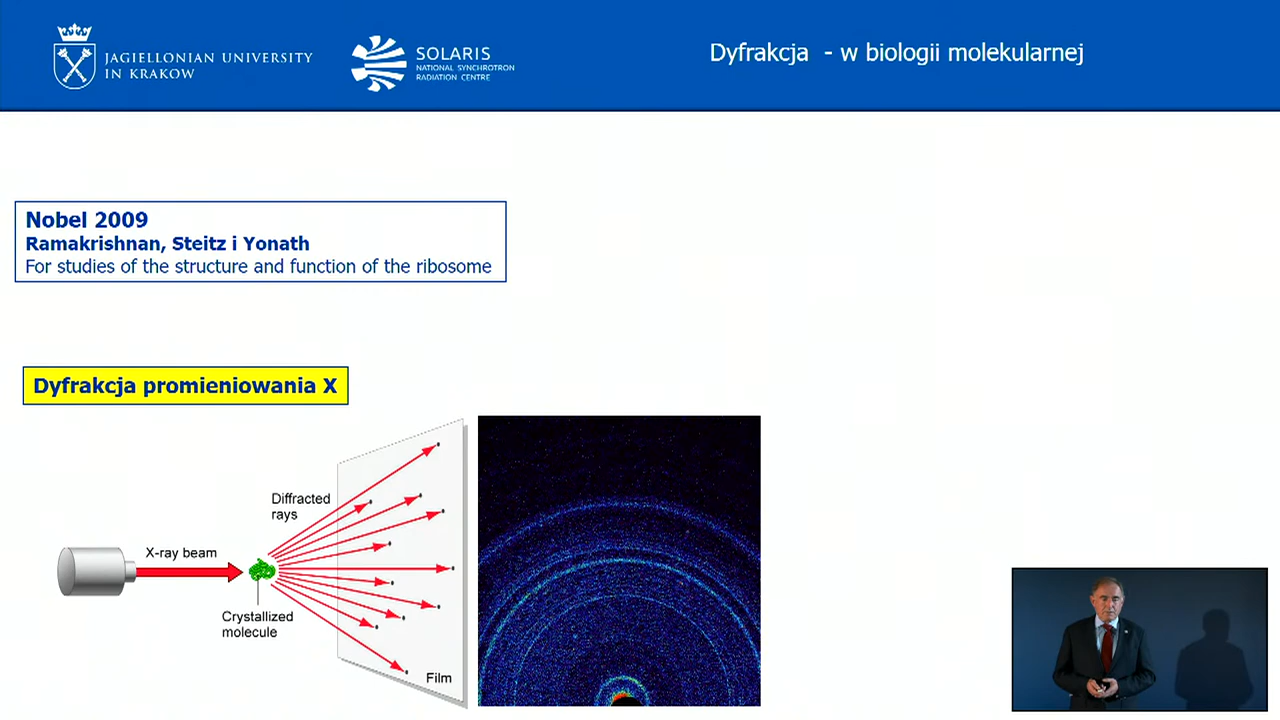 JAGIELLONIAN UNIVERSITY
IN KRAKOW
SOLARIS
NATIONAL SYNCHROTRON
RADIATION CENTRE
Dyfrakcja - w biologii molekularnej
Nobel 2009
Ramakrishnan, Steitz i Yonath
For studies of the structure and function of the ribosome
Dyfrakcja promieniowania X
Diffracted
rays
X-ray beam
Crystallized
molecule
Film